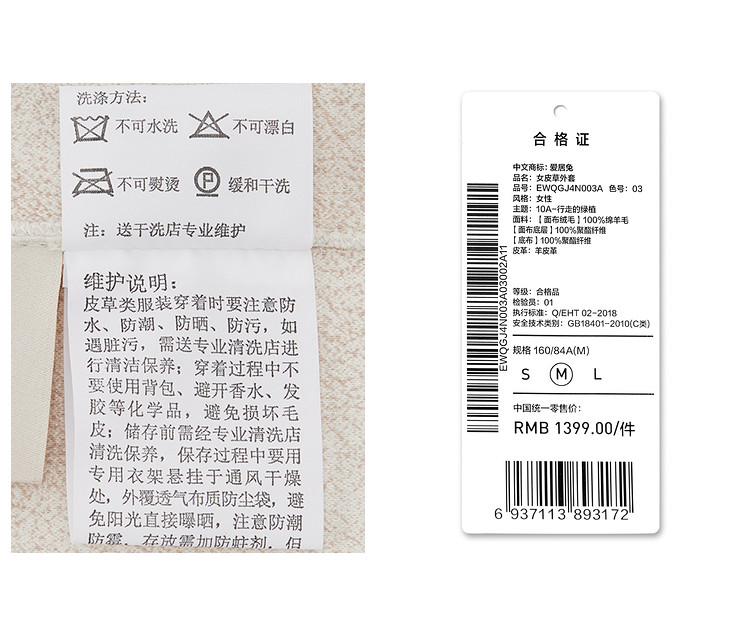 洗涤方法：
不可水洗 不可漂白
不可熨烫 P 缓和干洗
注：送干洗店专业维护
维护说明：
皮草类服装穿着时要注意防
水、防潮、防晒、防污，如
遇脏污，需送专业清洗店进
行清洁保养；穿着过程中不
要使用背包、避开香水、发
胶等化学品，避免损坏毛
皮；储存前需经专业清洗店
清洗保养，保存过程中要用
专用衣架悬挂于通风干燥
处，外覆透气布质防尘袋，避
免阳光直接曝晒，注意防潮
防霉，存放需加防蛀剂，但
合格证
中文商标：爱居兔
品名：女皮草外套
品号：EWQGJ4N003A 色号：03
风格：女性
主题：10A-行走的绿植
面料：【面布绒毛】100%绵羊毛
【面布底层】100%聚酯纤维
【底布】100%聚酯纤维
皮革：羊皮革
等级：合格品
检验员：01
执行标准：Q/EHT 02-2018
安全技术类别：GB18401-2010(C类)
规格 160/84A(M)
S M L
中国统一零售价：
RMB 1399.00/件
EWQGJ4N003A03002A11
6 937113 893172